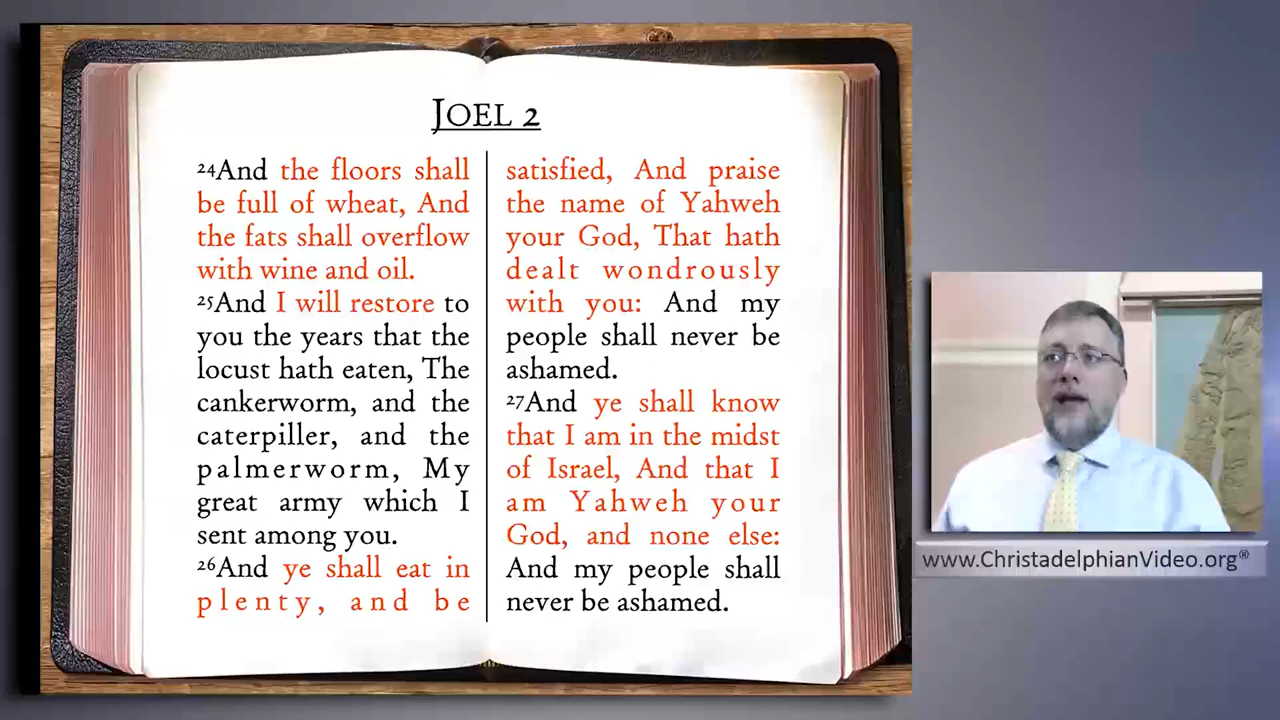 JOEL 2
24And the floors shall
be full of wheat, And
the fats shall overflow
with wine and oil.
25And I will restore to
you the years that the
locust hath eaten, The
cankerworm, and the
caterpiller, and the
palmerworm, My
great army which I
sent among you.
26And ye shall eat in
plenty, and be
satisfied, And praise
the name of Yahweh
your God, That hath
dealt wondrously
with you: And my
people shall never be
ashamed.
27And ye shall know
that I am in the midst
of Israel, And that I
am Yahweh your
God, and none else:
And my people shall
never be ashamed.
www.ChristadelphianVideo.org®